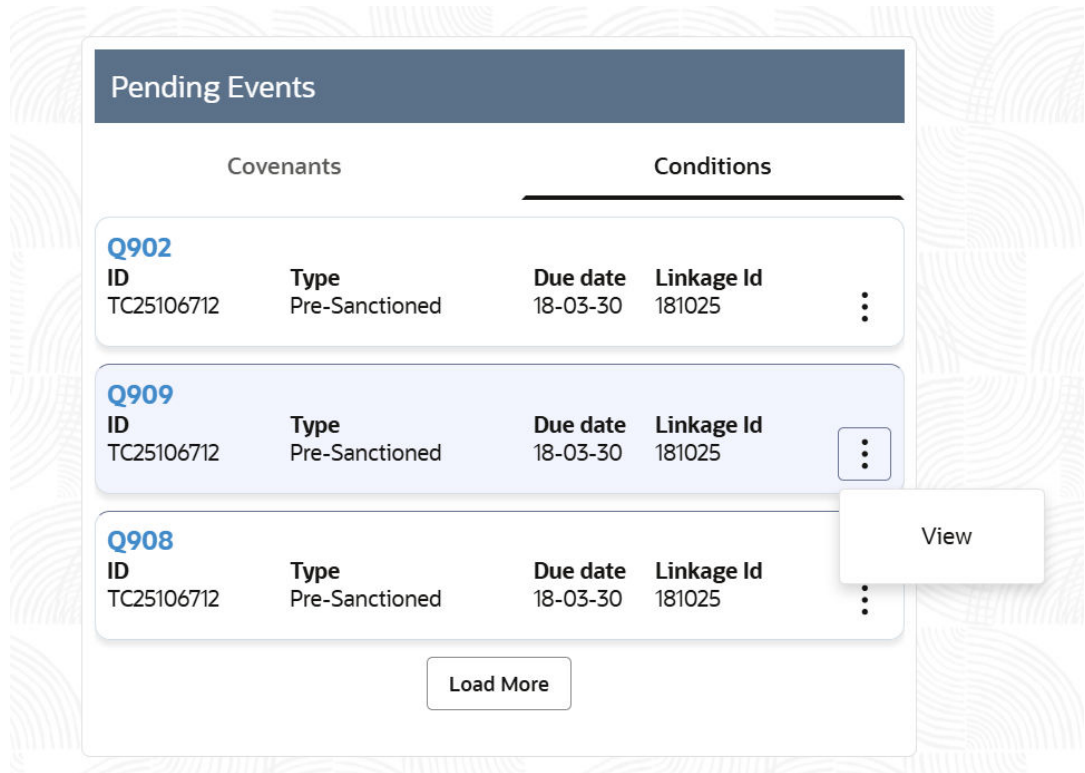 Pending Events
Covenants Conditions
Q902
ID Type Due date Linkage Id
TC25106712 Pre-Sanctioned 18-03-30 181025
Q909
ID Type Due date Linkage Id
TC25106712 Pre-Sanctioned 18-03-30 181025
View
Q908
ID Type Due date Linkage Id
TC25106712 Pre-Sanctioned 18-03-30 181025
Load More